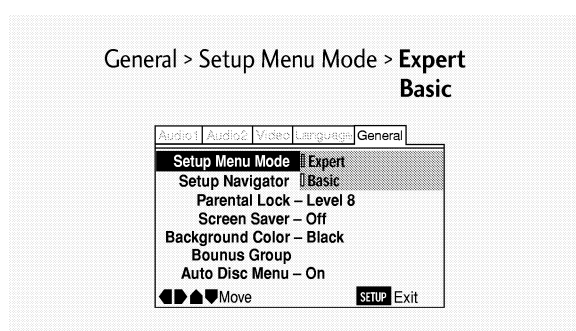 General > Setup Menu Mode > Expert
Basic
Audio1 Audio2 Video Language General
Setup Menu Mode Expert
Setup Navigator Basic
Parental Lock – Level 8
Screen Saver – Off
Background Color – Black
Bounus Group
Auto Disc Menu – On
Move SETUP Exit